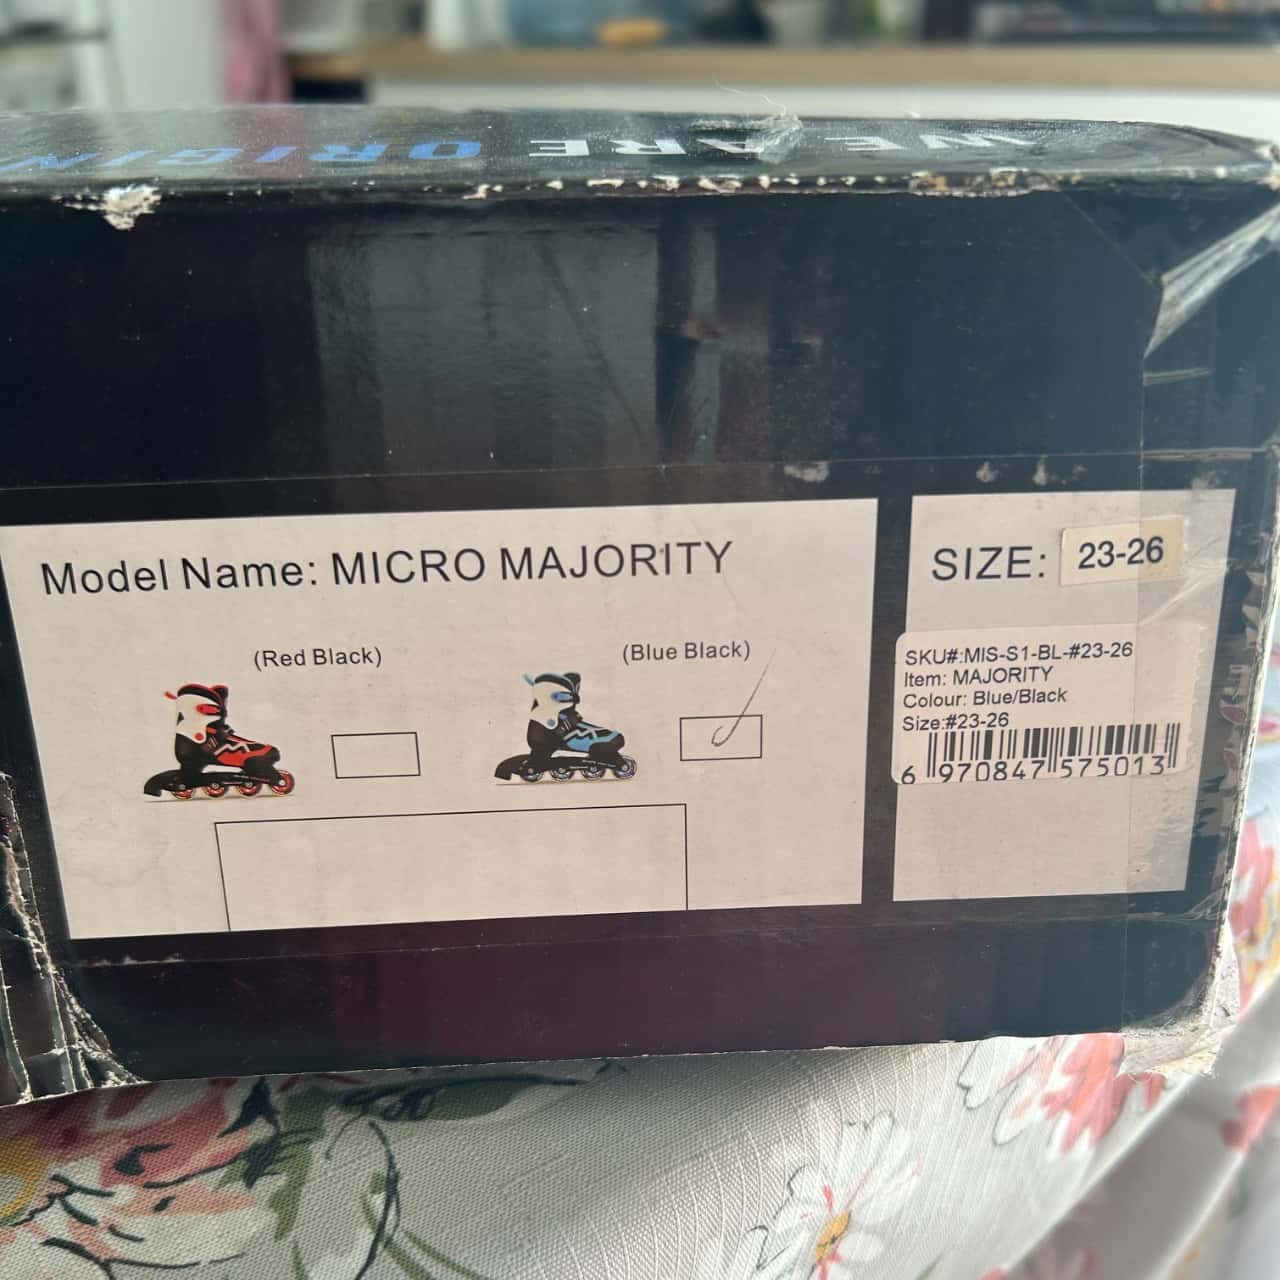 WE ARE ORIGIN
Model Name: MICRO MAJORITY
(Red Black)
(Blue Black)
SIZE: 23-26
SKU#:MIS-S1-BL-#23-26
Item: MAJORITY
Colour: Blue/Black
Size:#23-26
6 970847 575013